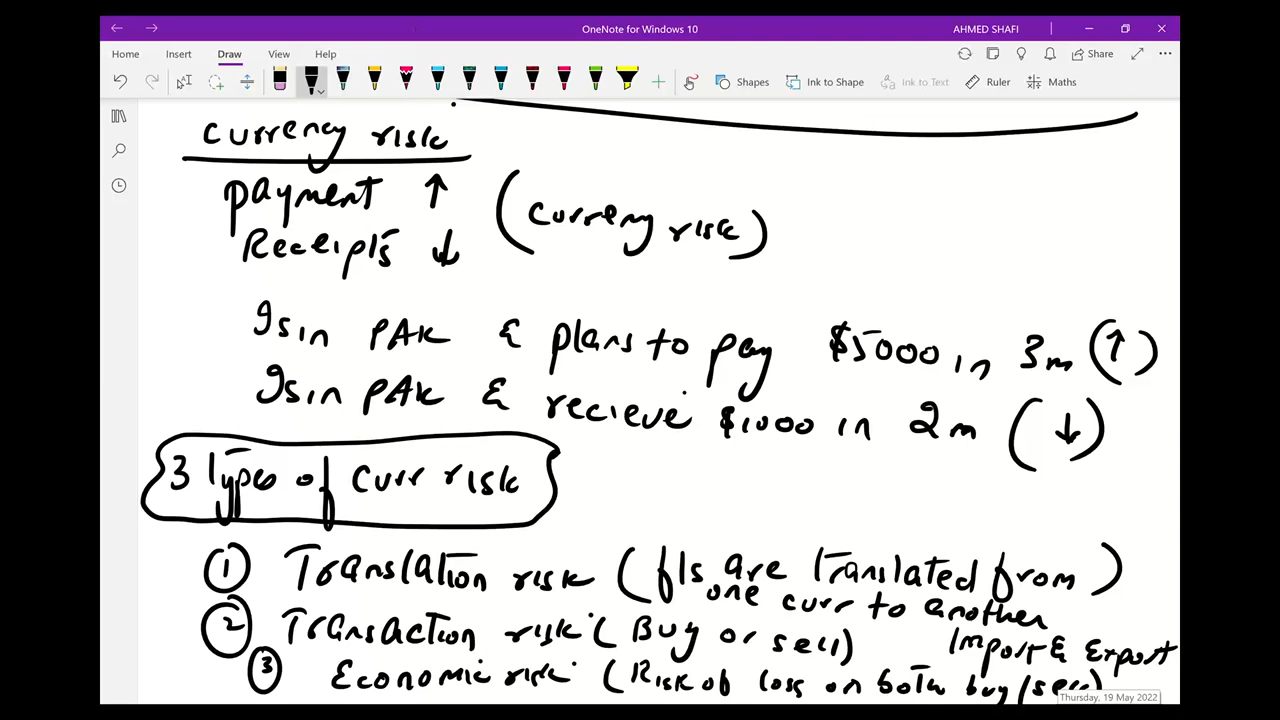 OneNote for Windows 10
AHMED SHAFI
Home Insert Draw View Help
Share
Shapes Ink to Shape Ink to Text Ruler Maths
Currency risk
payment ↑
Receipts ↓
(Currency risk)
Is in PAK & plans to pay $5000 in 3m (↑)
Is in PAK & recieve $1000 in 2m (↓)
3 Types of Curr risk
① Translation risk (f/s are translated from)
one curr to another
② Transaction risk (Buy or sell)
Import & Export
③ Economic risk (Risk of loss on both buy/sell)
Thursday, 19 May 2022